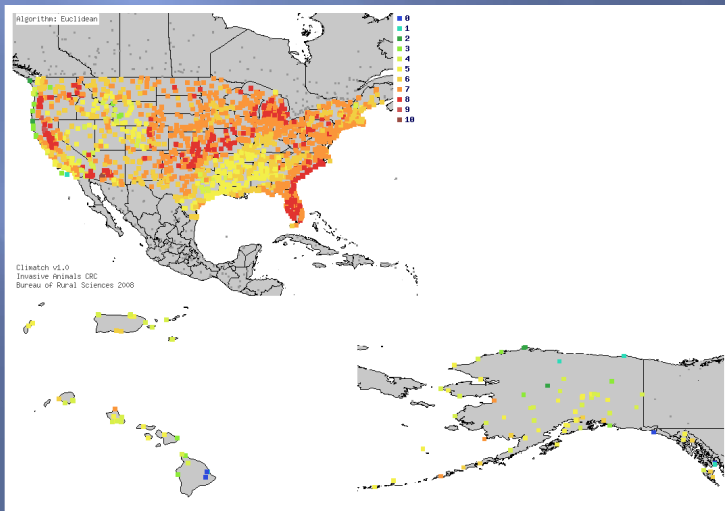 Algorithm: Euclidean
0
1
2
3
4
5
6
7
8
9
10
Climatch v1.0
Invasive Animals CRC
Bureau of Rural Sciences 2008